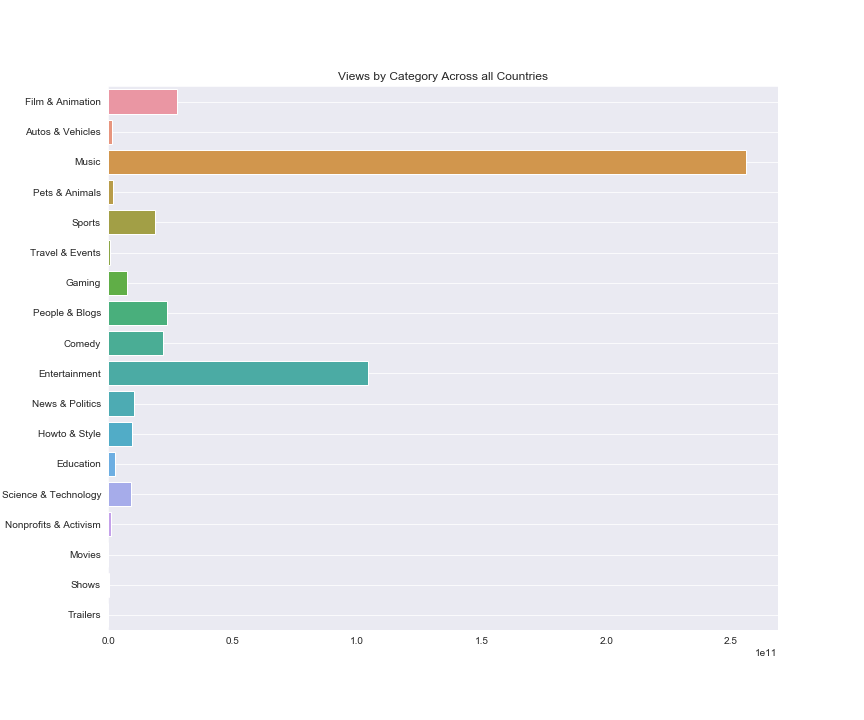 Views by Category Across all Countries
Film & Animation
Autos & Vehicles
Music
Pets & Animals
Sports
Travel & Events
Gaming
People & Blogs
Comedy
Entertainment
News & Politics
Howto & Style
Education
Science & Technology
Nonprofits & Activism
Movies
Shows
Trailers
0.0 0.5 1.0 1.5 2.0 2.5
1e11